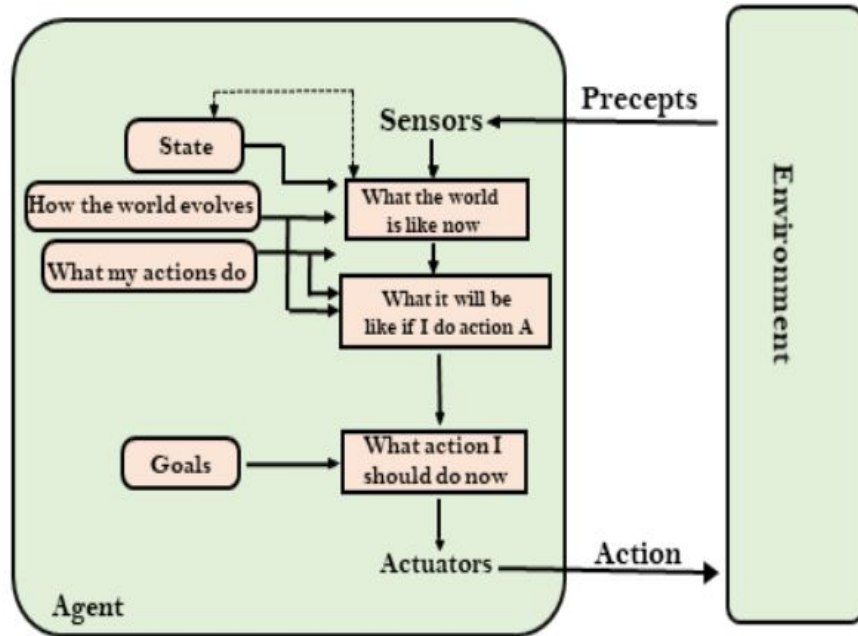 Precepts
Sensors
State
What the world
is like now
How the world evolves
What my actions do
What it will be
like if I do action A
Goals
What action I
should do now
Actuators
Action
Agent
Environment